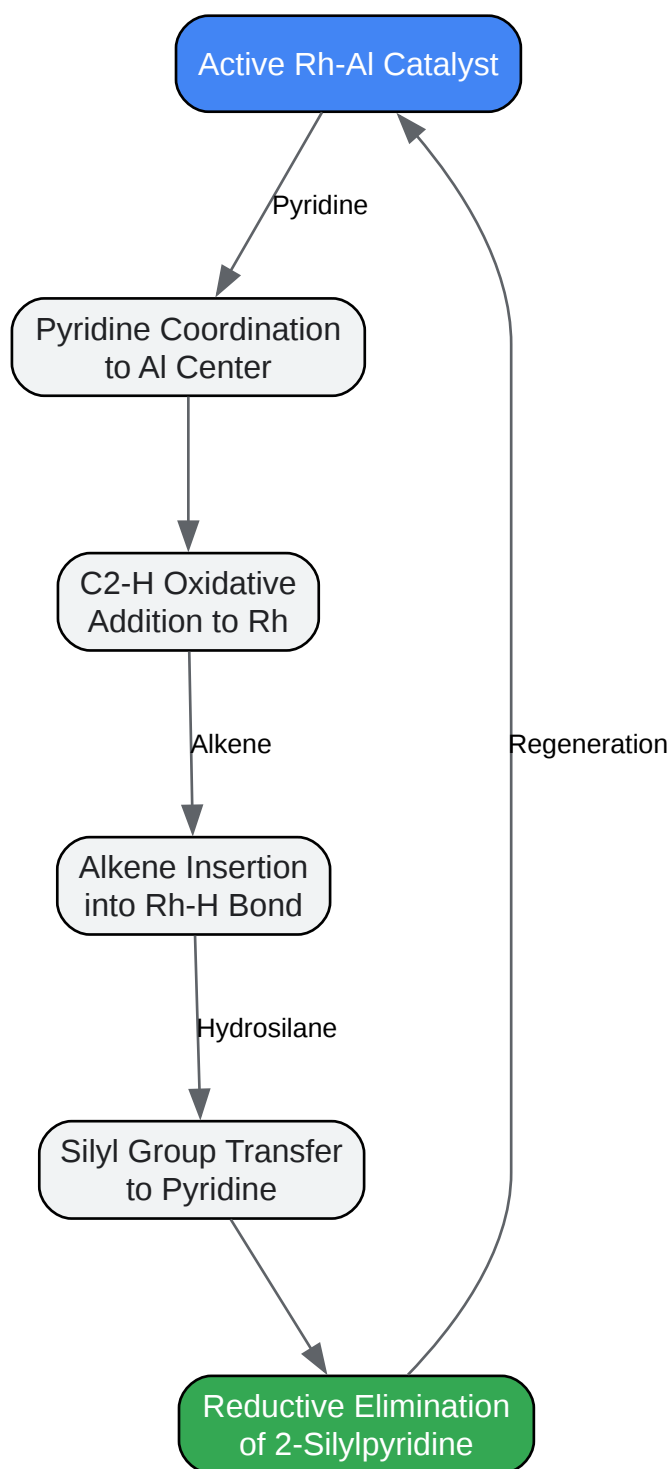 Active Rh-Al Catalyst
Pyridine
Pyridine Coordination
to Al Center
C2-H Oxidative
Addition to Rh
Alkene
Regeneration
Alkene Insertion
into Rh-H Bond
Hydrosilane
Silyl Group Transfer
to Pyridine
Reductive Elimination
of 2-Silylpyridine